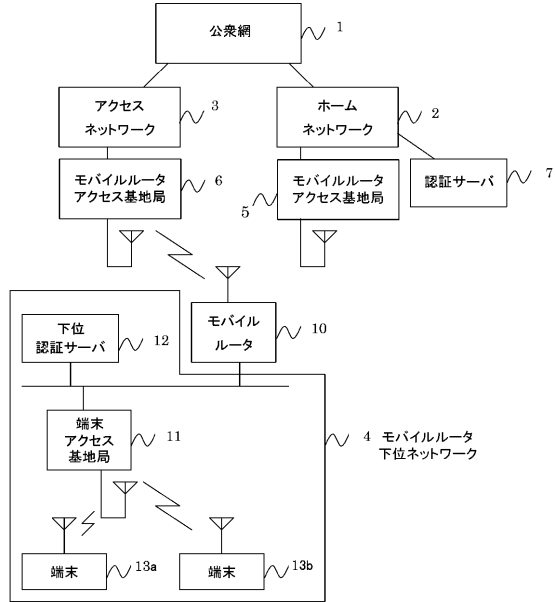 公衆網
1
アクセス
ネットワーク
3
ホーム
ネットワーク
2
モバイルルータ
アクセス基地局
6
モバイルルータ
アクセス基地局
5
認証サーバ
7
モバイル
ルータ
10
下位
認証サーバ
12
端末
アクセス
基地局
11
4 モバイルルータ
下位ネットワーク
端末
13a
端末
13b